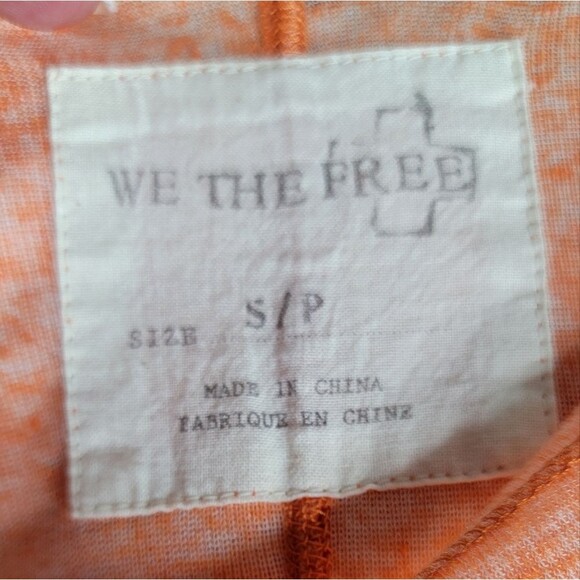 WE THE FREE
SIZE S/P
MADE IN CHINA
FABRIQUE EN CHINE